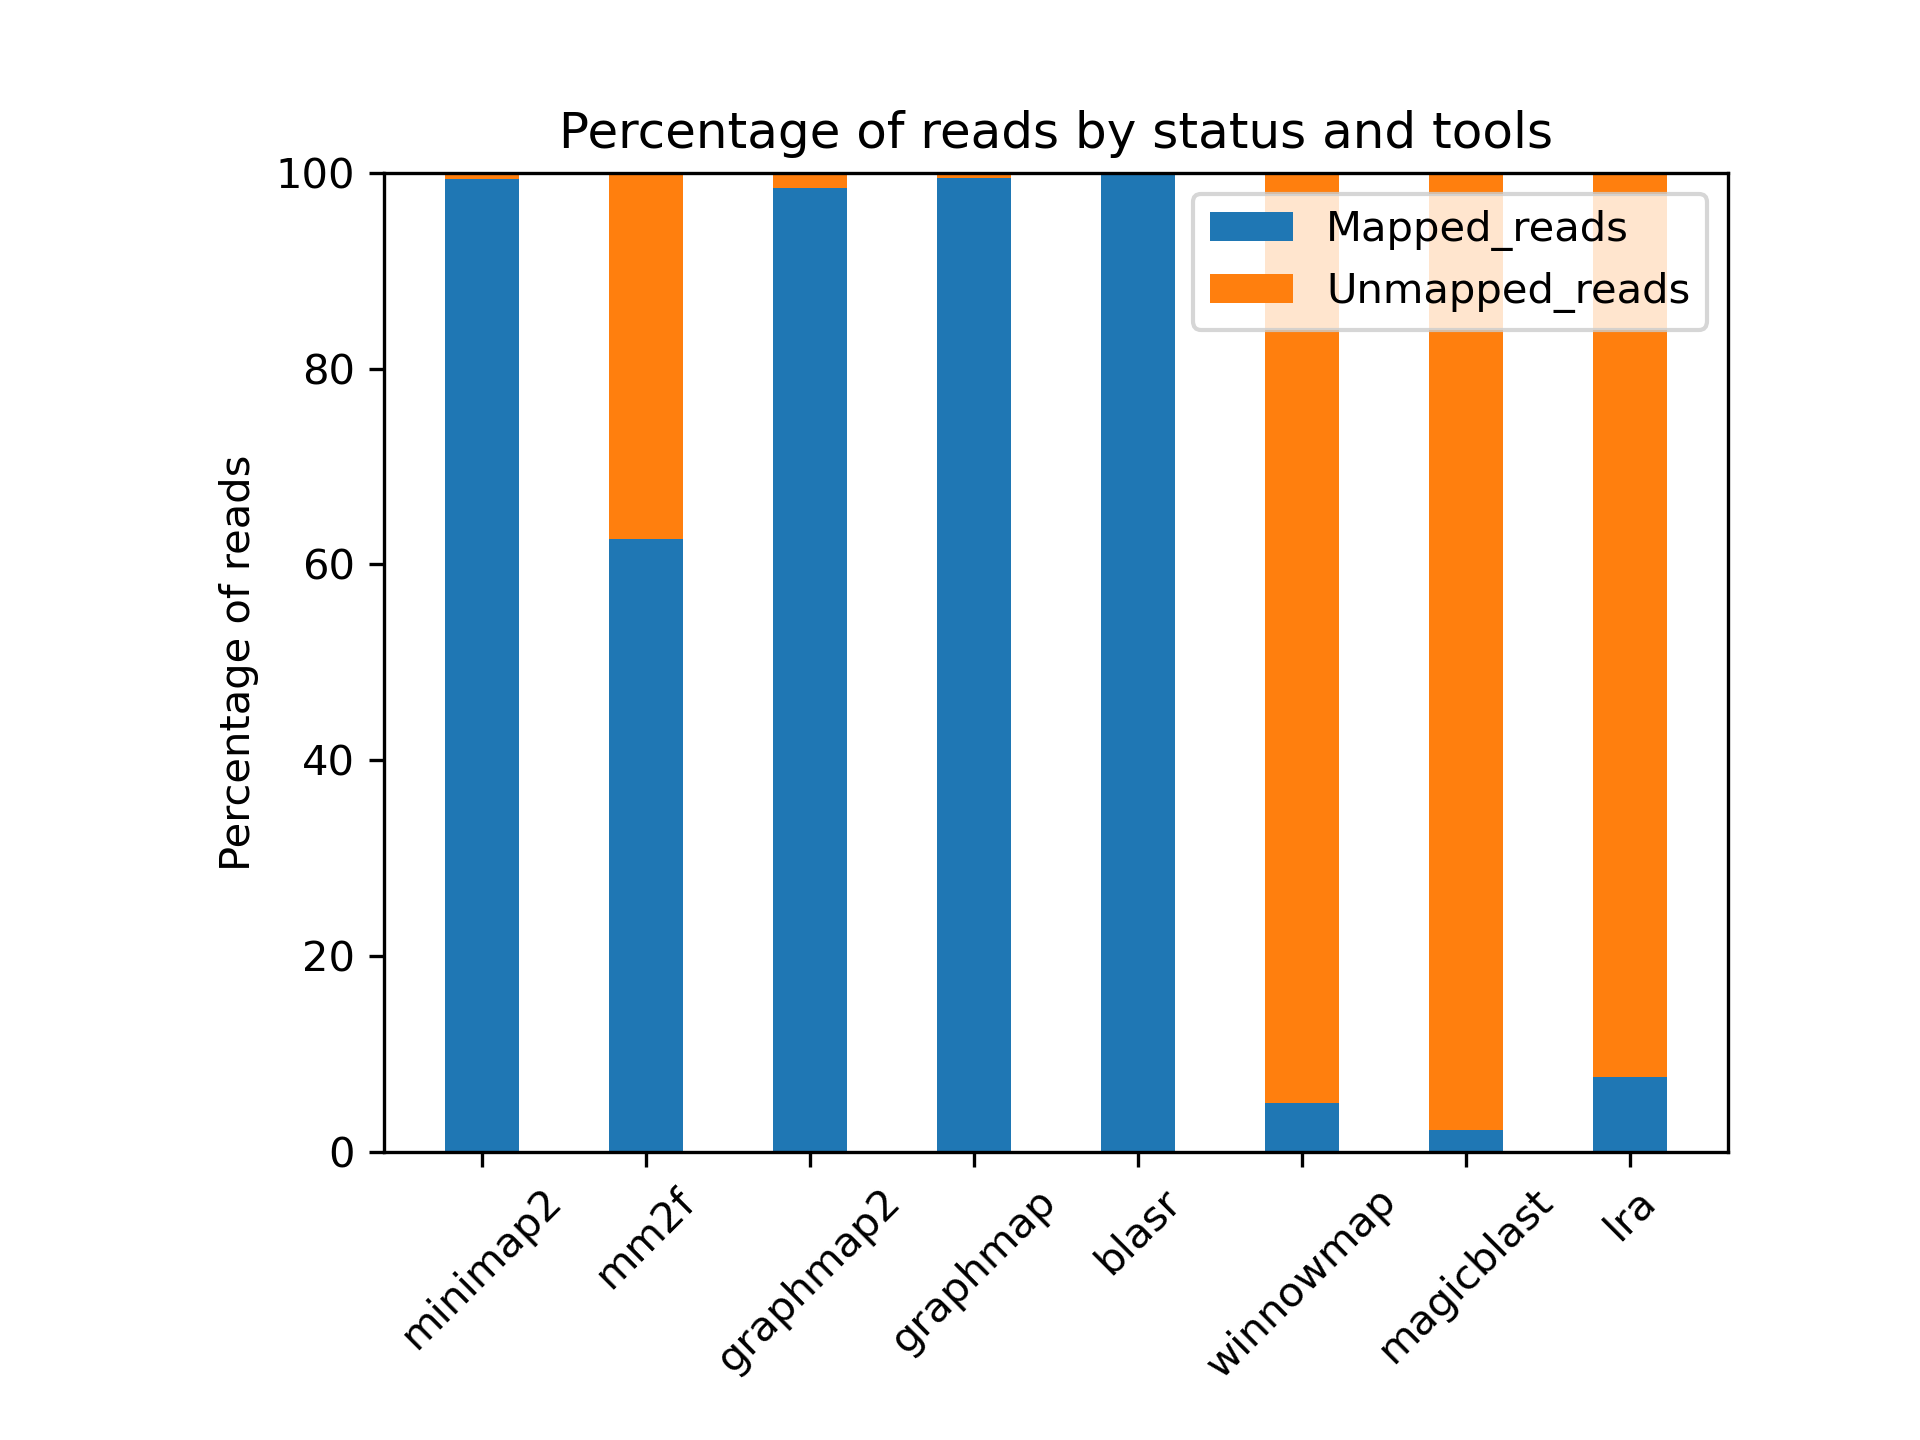 Percentage of reads by status and tools
Mapped_reads
Unmapped_reads
Percentage of reads
100
80
60
40
20
0
minimap2
mm2f
graphmap2
graphmap
blasr
winnowmap
magicblast
lra